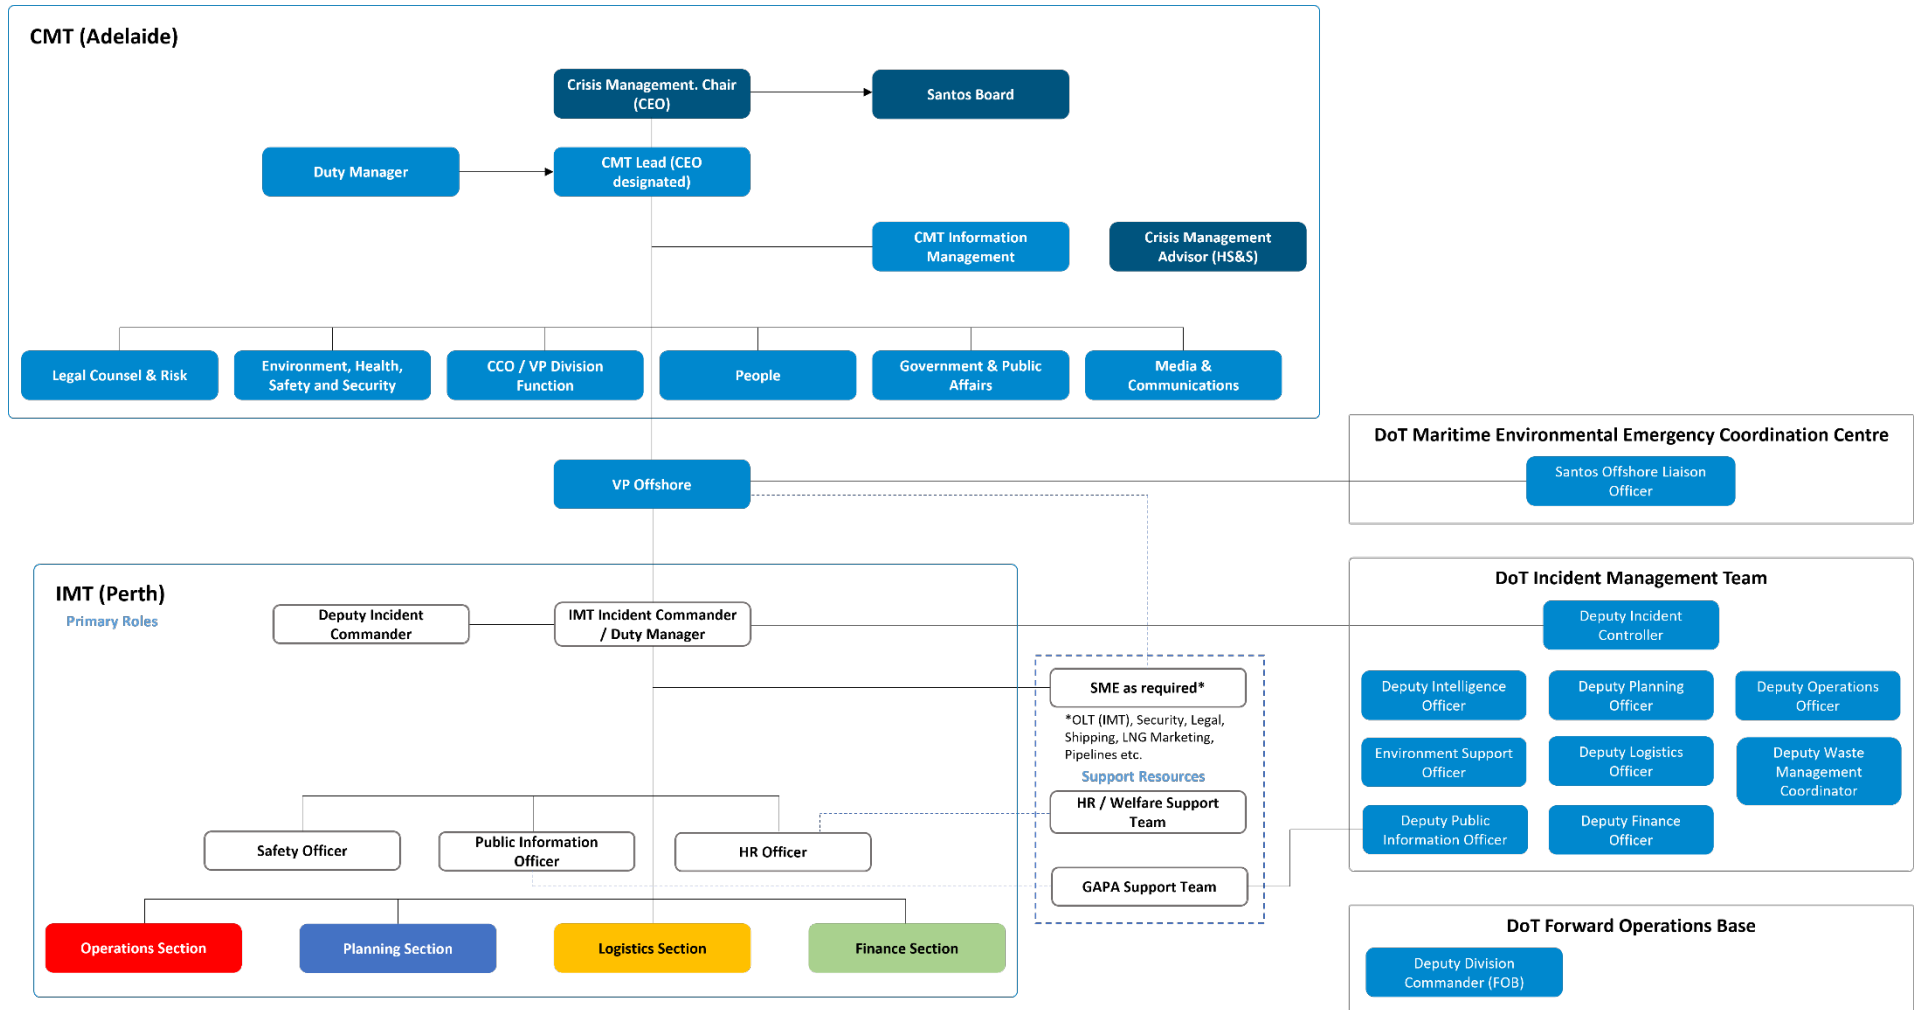 CMT (Adelaide)
Crisis Management. Chair
(CEO)
Santos Board
Duty Manager
CMT Lead (CEO
designated)
CMT Information
Management
Crisis Management
Advisor (HS&S)
Legal Counsel & Risk
Environment, Health,
Safety and Security
CCO / VP Division
Function
People
Government & Public
Affairs
Media &
Communications
VP Offshore
DoT Maritime Environmental Emergency Coordination Centre
Santos Offshore Liaison
Officer
IMT (Perth)
Primary Roles
Deputy Incident
Commander
IMT Incident Commander
/ Duty Manager
SME as required*
*OLT (IMT), Security, Legal,
Shipping, LNG Marketing,
Pipelines etc.
Support Resources
HR / Welfare Support
Team
GAPA Support Team
Safety Officer
Public Information
Officer
HR Officer
Operations Section
Planning Section
Logistics Section
Finance Section
DoT Incident Management Team
Deputy Incident
Controller
Deputy Intelligence
Officer
Deputy Planning
Officer
Deputy Operations
Officer
Environment Support
Officer
Deputy Logistics
Officer
Deputy Waste
Management
Coordinator
Deputy Public
Information Officer
Deputy Finance
Officer
DoT Forward Operations Base
Deputy Division
Commander (FOB)